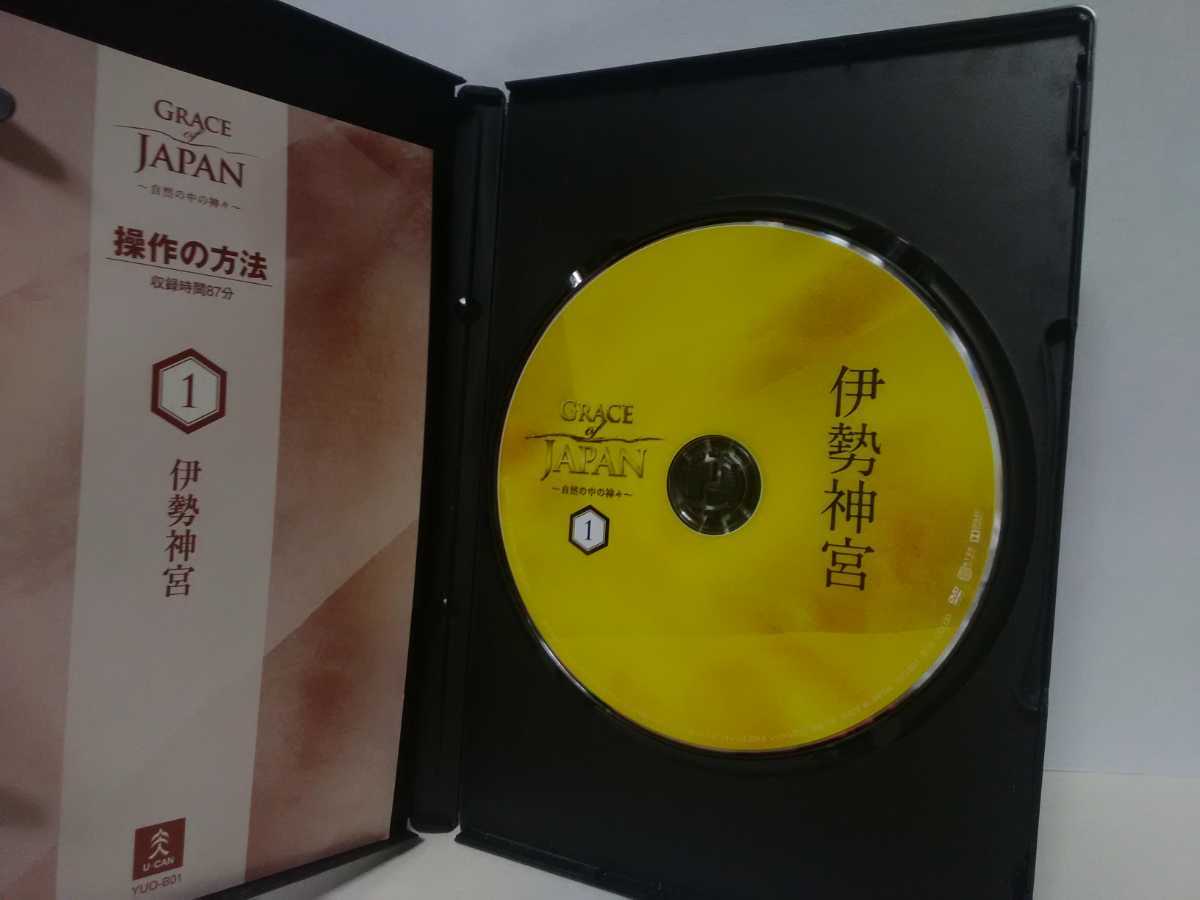 GRACE
of
JAPAN
～自然の中の神々～
操作の方法
収録時間87分
1
伊勢神宮
U-CAN
YUD-B01
GRACE
of
JAPAN
～自然の中の神々～
1
伊勢神宮